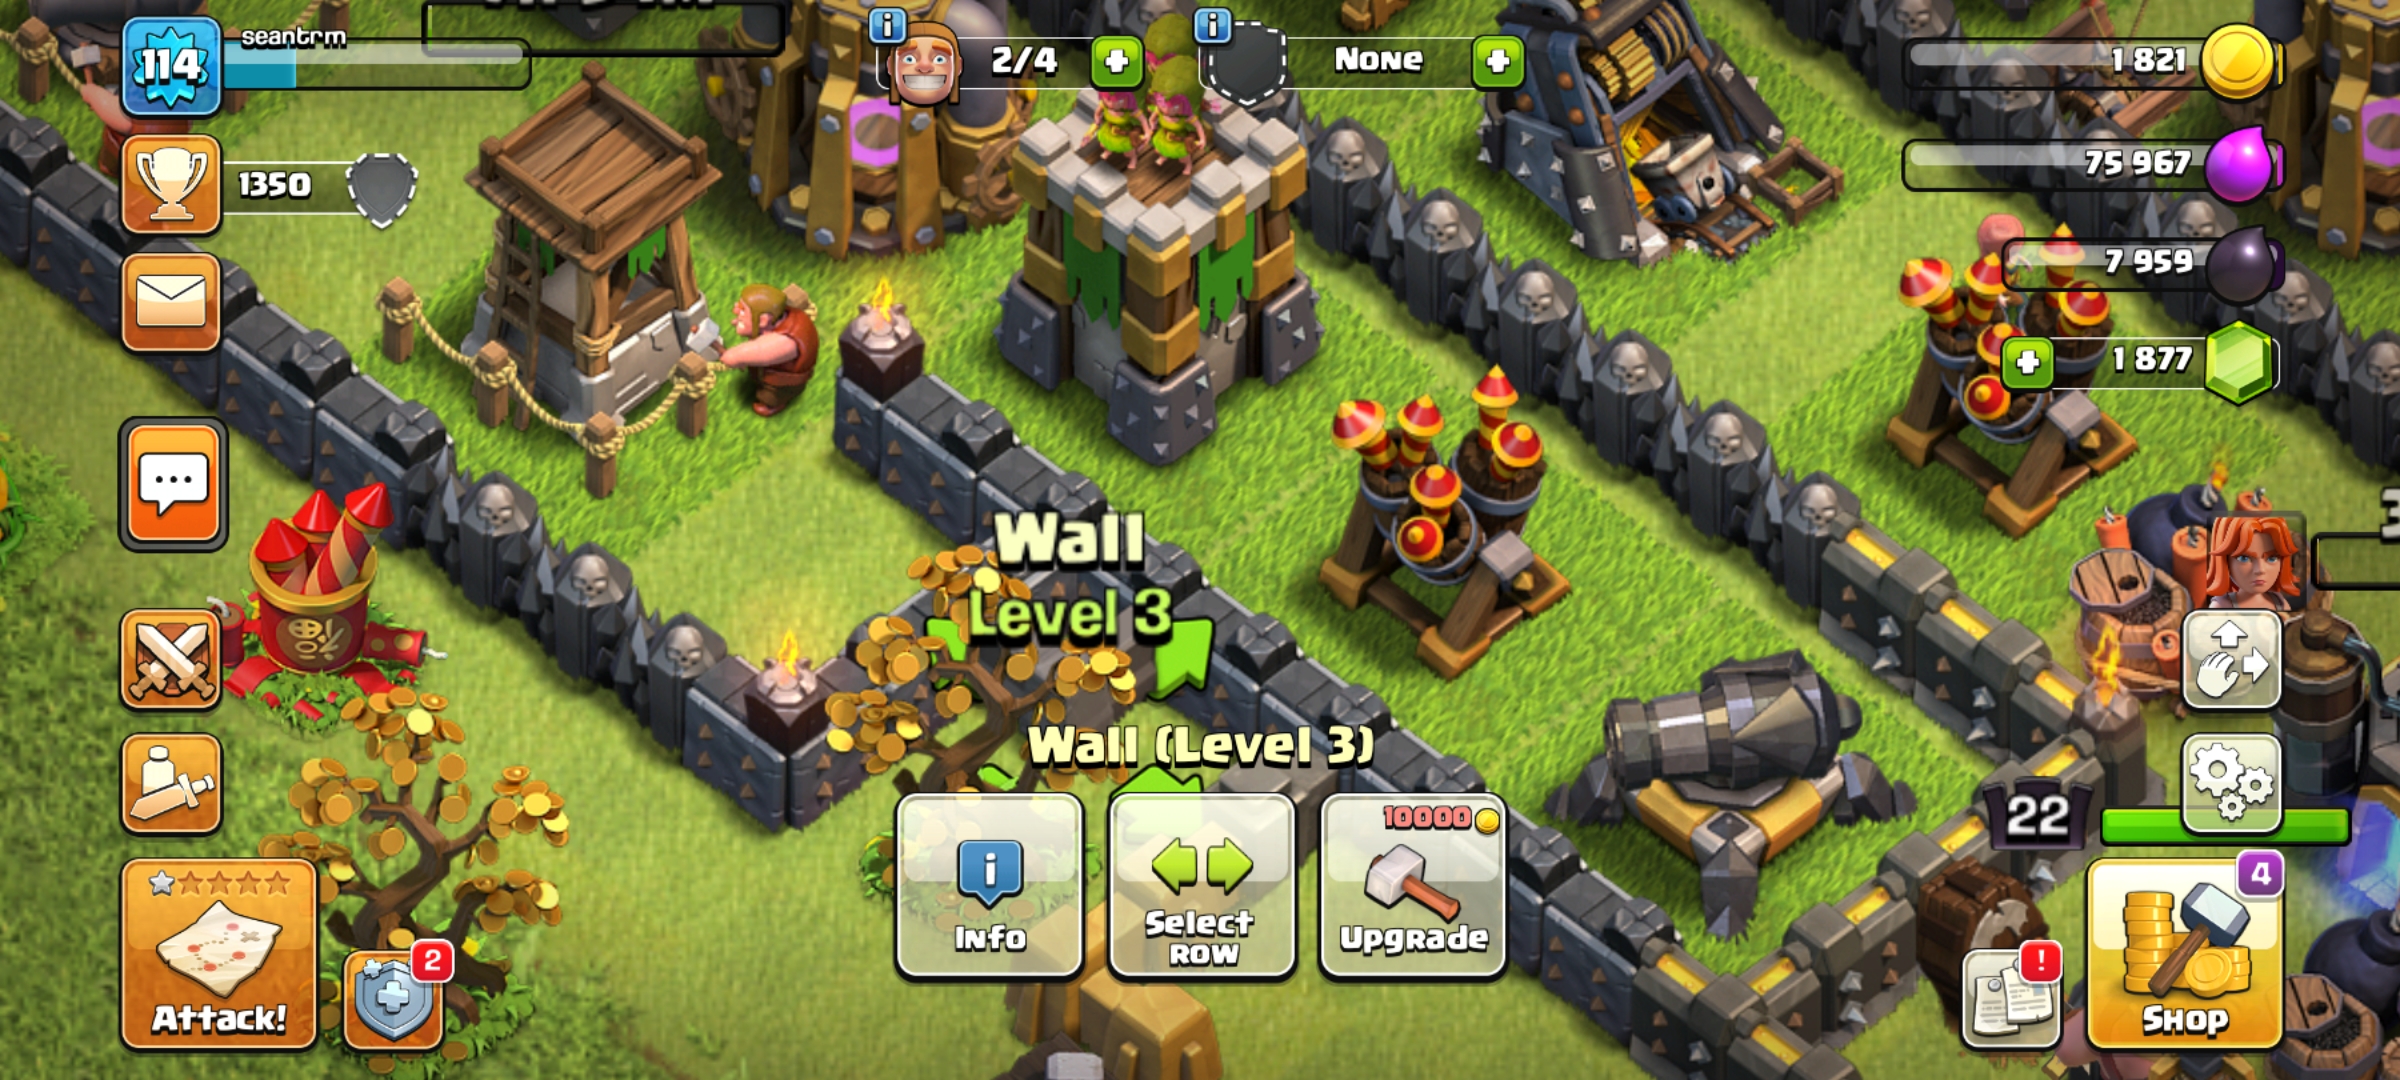 114
seantrm
2/4
None
1 821
1350
75 967
7 959
1 877
Wall
Level 3
Wall (Level 3)
10000
Info
Select
Row
Upgrade
22
4
Attack!
2
!
Shop